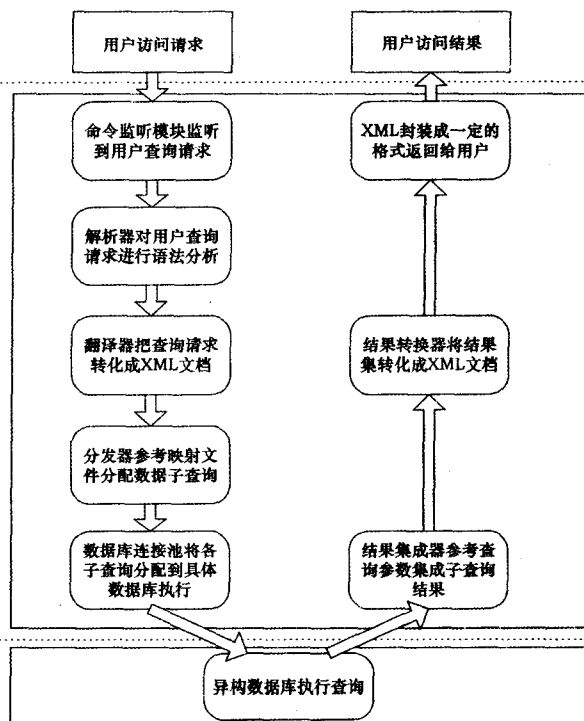 用户访问请求
命令监听模块监听
到用户查询请求
解析器对用户查询
请求进行语法分析
翻译器把查询请求
转化成XML文档
分发器参考映射文
件分配数据子查询
数据库连接池将各
子查询分配到具体
数据库执行
异构数据库执行查询
结果集成器参考查
询参数集成子查询
结果
结果转换器将结果
集转化成XML文档
XML封装成一定的
格式返回给用户
用户访问结果